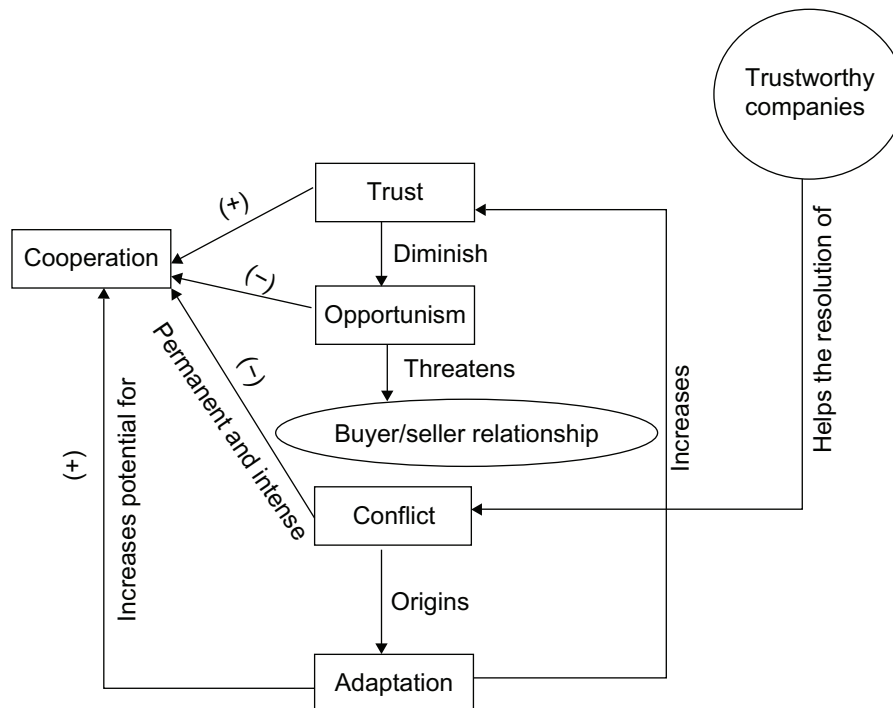 Trustworthy
companies
Trust
(+)
Cooperation
Diminish
(–)
Opportunism
Threatens
Buyer/seller relationship
(–)
Permanent and intense
Conflict
Origins
Adaptation
(+)
Increases potential for
Increases
Helps the resolution of